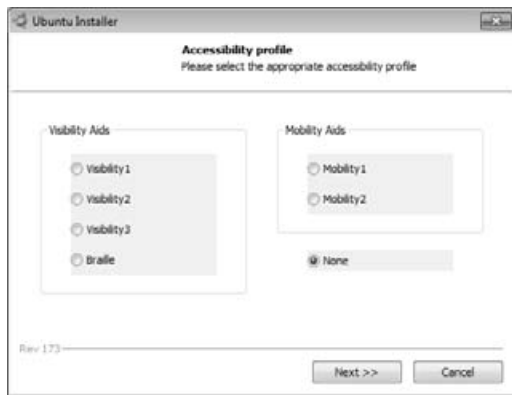 Ubuntu Installer
Accessibility profile
Please select the appropriate accessibility profile
Visibility Aids
Visibility1
Visibility2
Visibility3
Braille
Mobility Aids
Mobility1
Mobility2
None
Rev 173
Next >>
Cancel